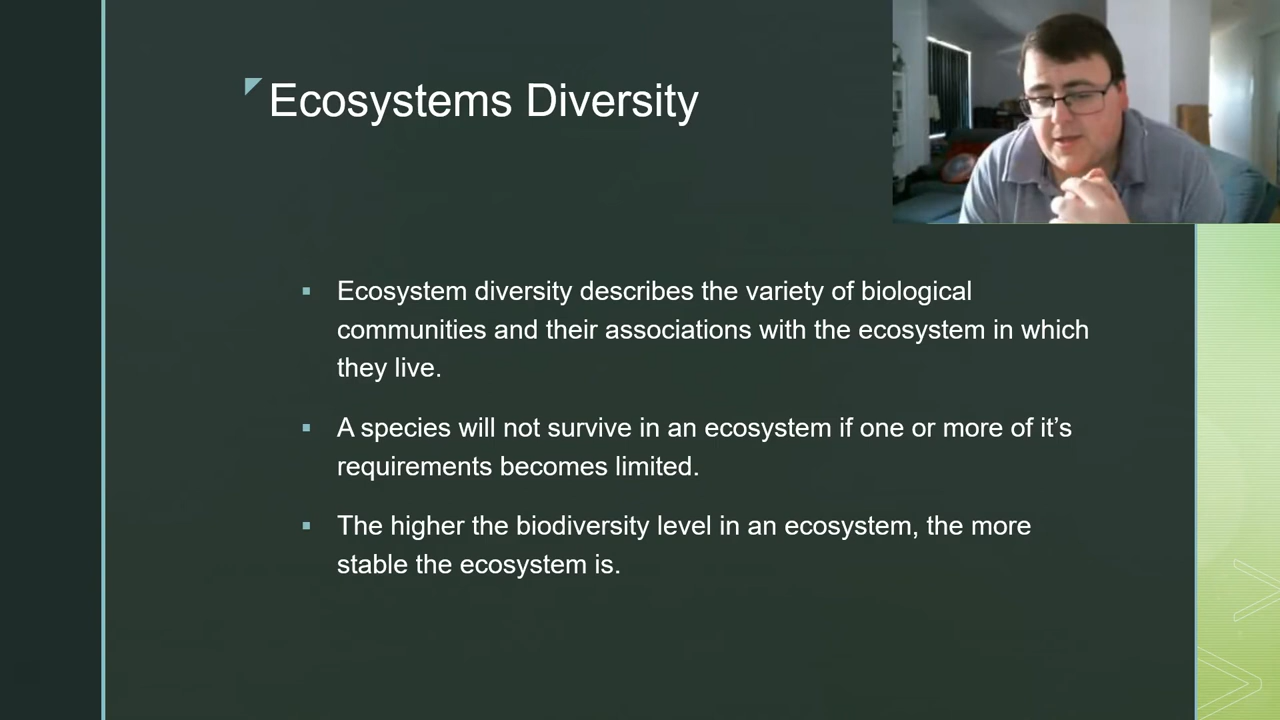 Ecosystems Diversity
Ecosystem diversity describes the variety of biological
communities and their associations with the ecosystem in which
they live.
A species will not survive in an ecosystem if one or more of it’s
requirements becomes limited.
The higher the biodiversity level in an ecosystem, the more
stable the ecosystem is.